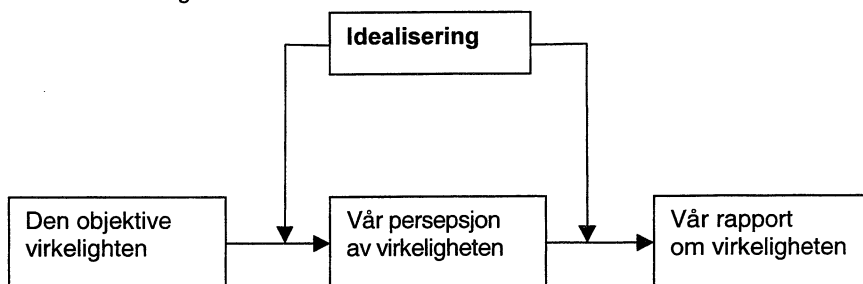 Idealisering
Den objektive
virkelighten
Vår persepsjon
av virkeligheten
Vår rapport
om virkeligheten